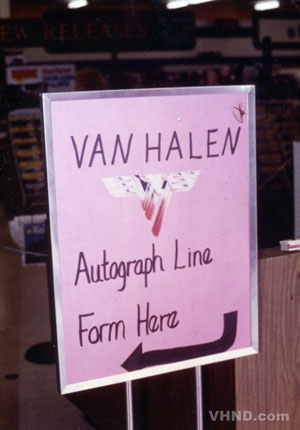 NEW RELEASES
VAN HALEN
Autograph Line
Form Here
VHND.com